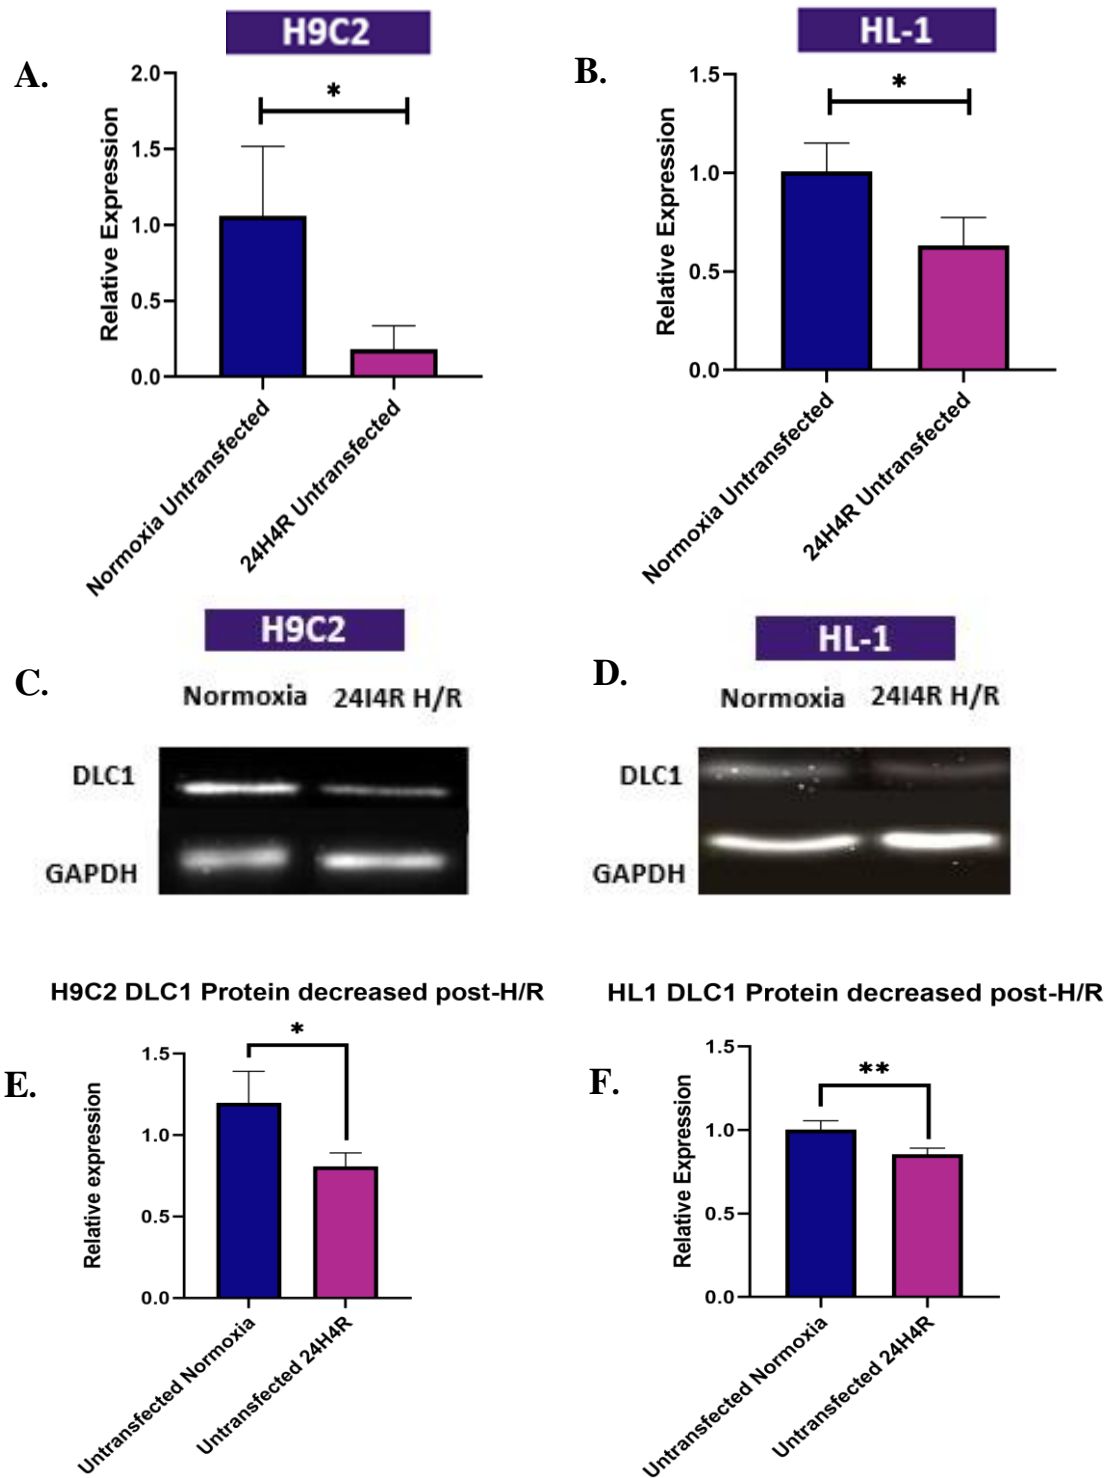 H9C2
A.
*
Relative Expression
2.0
1.5
1.0
0.5
0.0
Normoxia Untransfected
24H4R Untransfected
HL-1
B.
*
Relative Expression
1.5
1.0
0.5
0.0
Normoxia Untransfected
24H4R Untransfected
H9C2
C.
Normoxia 24I4R H/R
DLC1
GAPDH
HL-1
D.
Normoxia 24I4R H/R
DLC1
GAPDH
H9C2 DLC1 Protein decreased post-H/R
E.
*
Relative expression
1.5
1.0
0.5
0.0
Untransfected Normoxia
Untransfected 24H4R
HL1 DLC1 Protein decreased post-H/R
F.
**
Relative Expression
1.5
1.0
0.5
0.0
Untransfected Normoxia
Untransfected 24H4R